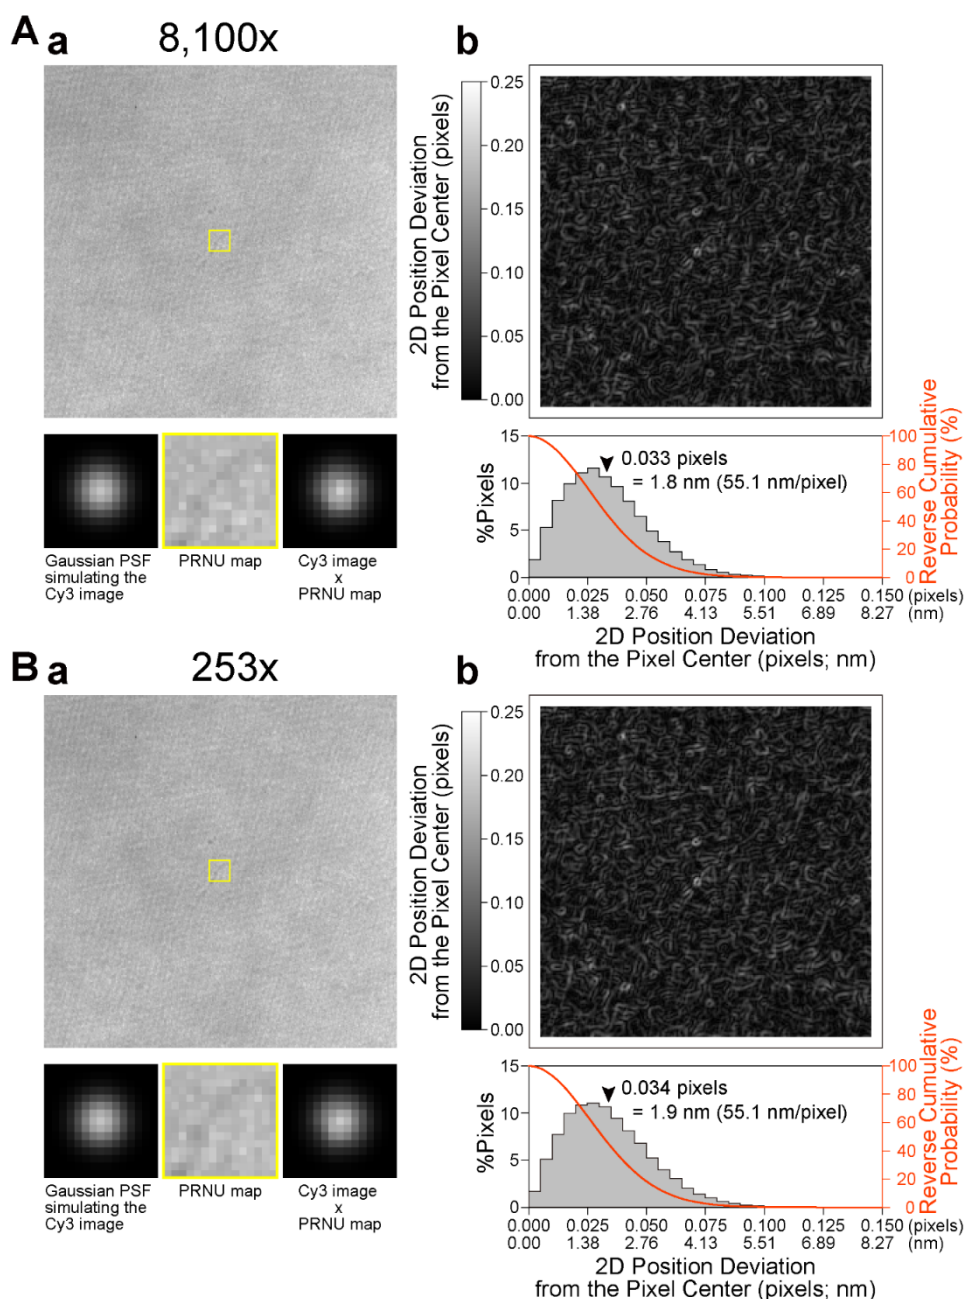 A a 8,100x b
2D Position Deviation
from the Pixel Center (pixels)
0.25
0.20
0.15
0.10
0.05
0.00
Gaussian PSF
simulating the
Cy3 image
PRNU map
Cy3 image
x
PRNU map
%Pixels
15
10
5
0
0.033 pixels
= 1.8 nm (55.1 nm/pixel)
100
80
60
40
20
0
Reverse Cumulative
Probability (%)
0.000 0.025 0.050 0.075 0.100 0.125 0.150 (pixels)
0.00 1.38 2.76 4.13 5.51 6.89 8.27 (nm)
2D Position Deviation
from the Pixel Center (pixels; nm)
B a 253x b
2D Position Deviation
from the Pixel Center (pixels)
0.25
0.20
0.15
0.10
0.05
0.00
Gaussian PSF
simulating the
Cy3 image
PRNU map
Cy3 image
x
PRNU map
%Pixels
15
10
5
0
0.034 pixels
= 1.9 nm (55.1 nm/pixel)
100
80
60
40
20
0
Reverse Cumulative
Probability (%)
0.000 0.025 0.050 0.075 0.100 0.125 0.150 (pixels)
0.00 1.38 2.76 4.13 5.51 6.89 8.27 (nm)
2D Position Deviation
from the Pixel Center (pixels; nm)